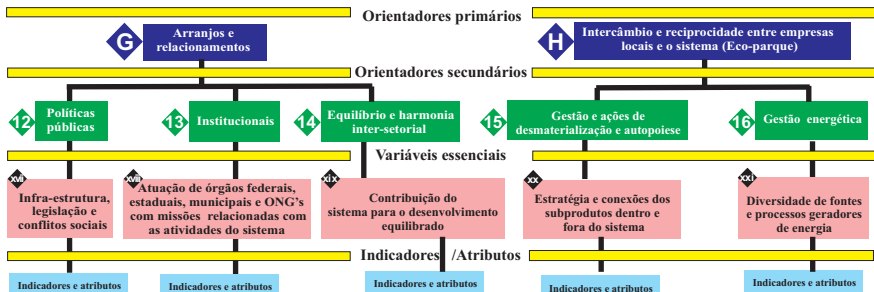 Orientadores primários
G
Arranjos e
relacionamentos
H
Intercâmbio e reciprocidade entre empresas
locais e o sistema (Eco-parque)
Orientadores secundários
12
Políticas
públicas
13
Institucionais
14
Equilíbrio e harmonia
inter-setorial
15
Gestão e ações de
desmaterialização e autopoiese
16
Gestão energética
Variáveis essenciais
xvii
Infra-estrutura,
legislação e
conflitos sociais
xviii
Atuação de órgãos federais,
estaduais, municipais e ONG's
com missões relacionadas com
as atividades do sistema
xix
Contribuição do
sistema para o desenvolvimento
equilibrado
xx
Estratégia e conexões dos
subprodutos dentro e
fora do sistema
xxi
Diversidade de fontes
e processos geradores
de energia
Indicadores /Atributos
Indicadores e atributos
Indicadores e atributos
Indicadores e atributos
Indicadores e atributos
Indicadores e atributos